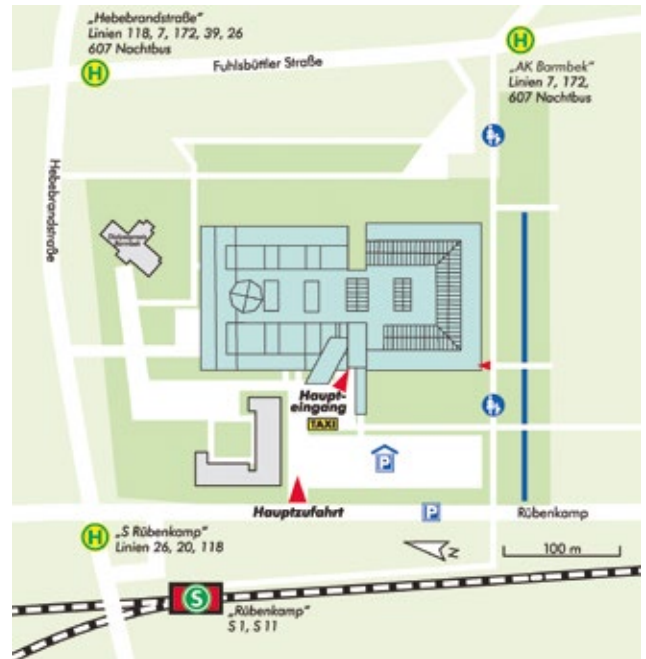 „Hebebrandstraße"
Linien 118, 7, 172, 39, 26
607 Nachtbus
H
Fuhlsbüttler Straße
H
„AK Barmbek"
Linien 7, 172,
607 Nachtbus
Hebebrandstraße
Haupt-
eingang
TAXI
P
Hauptzufahrt
P
Rübenkamp
H
„S Rübenkamp"
Linien 26, 20, 118
N
100 m
S
„Rübenkamp"
S 1, S 11